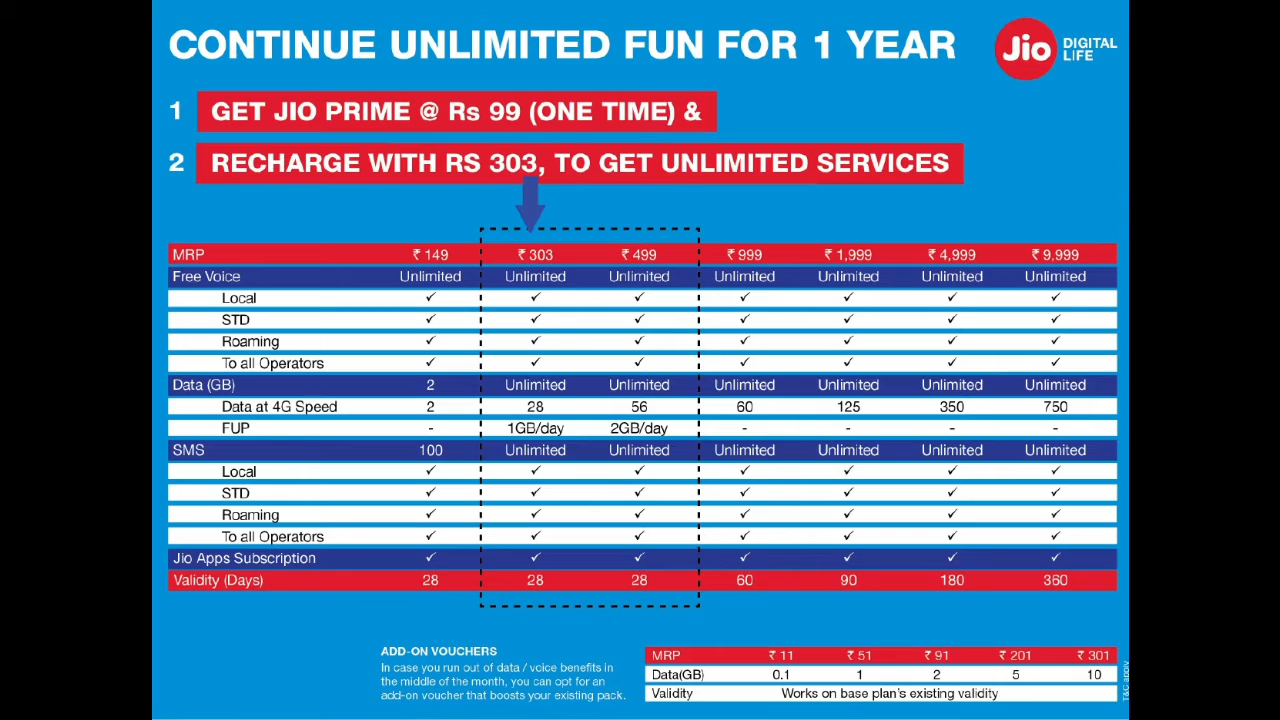 CONTINUE UNLIMITED FUN FOR 1 YEAR
Jio DIGITAL LIFE
1 GET JIO PRIME @ Rs 99 (ONE TIME) &
2 RECHARGE WITH RS 303, TO GET UNLIMITED SERVICES
MRP ₹ 149 ₹ 303 ₹ 499 ₹ 999 ₹ 1,999 ₹ 4,999 ₹ 9,999
Free Voice Unlimited Unlimited Unlimited Unlimited Unlimited Unlimited Unlimited
Local ✓ ✓ ✓ ✓ ✓ ✓ ✓
STD ✓ ✓ ✓ ✓ ✓ ✓ ✓
Roaming ✓ ✓ ✓ ✓ ✓ ✓ ✓
To all Operators ✓ ✓ ✓ ✓ ✓ ✓ ✓
Data (GB) 2 Unlimited Unlimited Unlimited Unlimited Unlimited Unlimited
Data at 4G Speed 2 28 56 60 125 350 750
FUP - 1GB/day 2GB/day - - - -
SMS 100 Unlimited Unlimited Unlimited Unlimited Unlimited Unlimited
Local ✓ ✓ ✓ ✓ ✓ ✓ ✓
STD ✓ ✓ ✓ ✓ ✓ ✓ ✓
Roaming ✓ ✓ ✓ ✓ ✓ ✓ ✓
To all Operators ✓ ✓ ✓ ✓ ✓ ✓ ✓
Jio Apps Subscription ✓ ✓ ✓ ✓ ✓ ✓ ✓
Validity (Days) 28 28 28 60 90 180 360
ADD-ON VOUCHERS
In case you run out of data / voice benefits in
the middle of the month, you can opt for an
add-on voucher that boosts your existing pack.
MRP ₹ 11 ₹ 51 ₹ 91 ₹ 201 ₹ 301
Data(GB) 0.1 1 2 5 10
Validity Works on base plan's existing validity
T&C apply